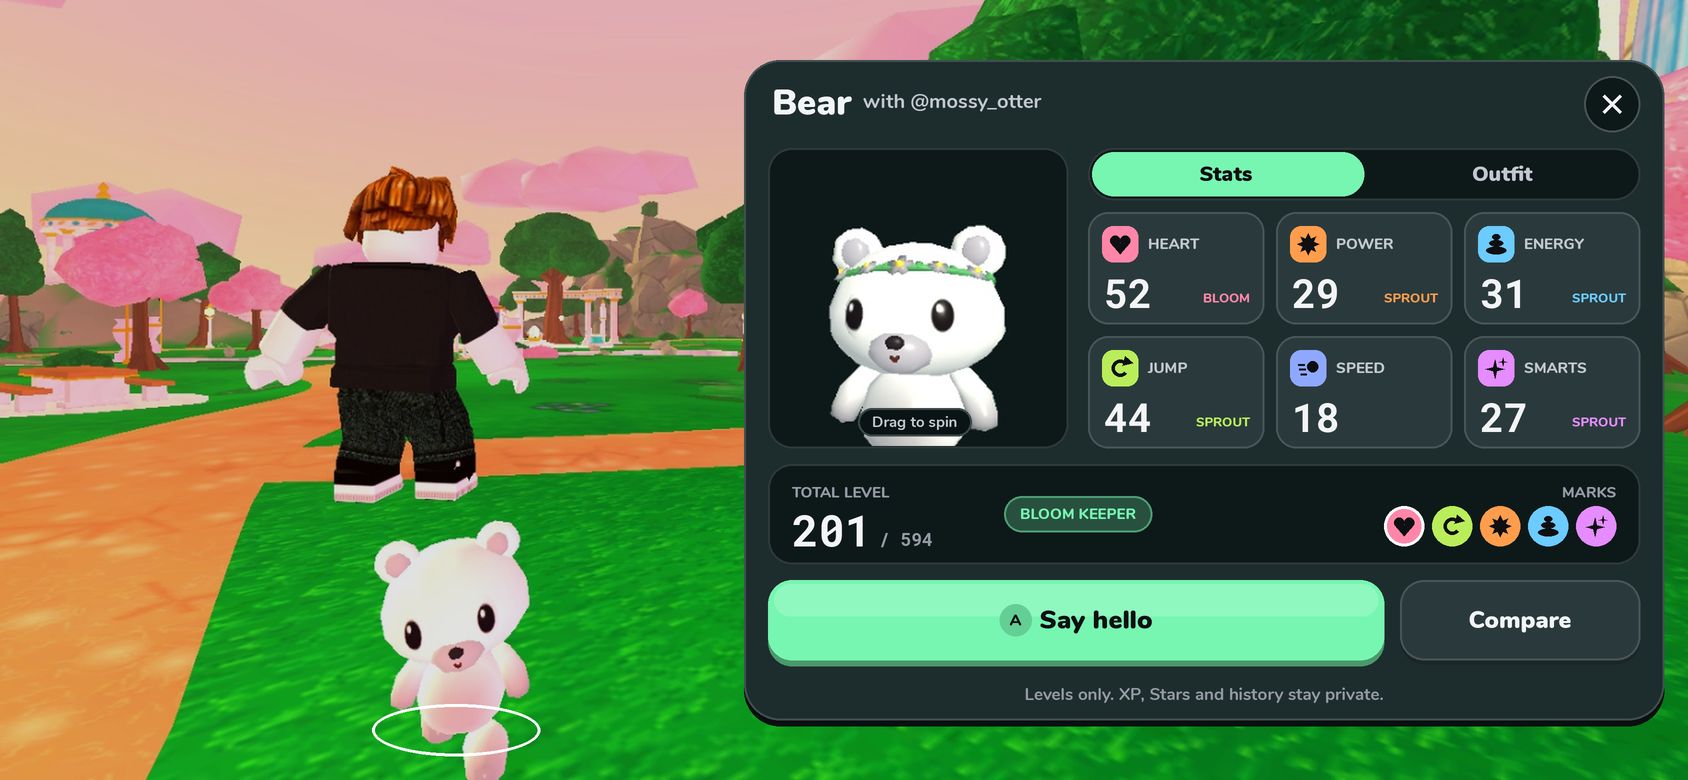 Bear with @mossy_otter
Stats Outfit
HEART
52 BLOOM
POWER
29 SPROUT
ENERGY
31 SPROUT
JUMP
44 SPROUT
SPEED
18
SMARTS
27 SPROUT
Drag to spin
TOTAL LEVEL
201 / 594
BLOOM KEEPER
MARKS
A Say hello
Compare
Levels only. XP, Stars and history stay private.